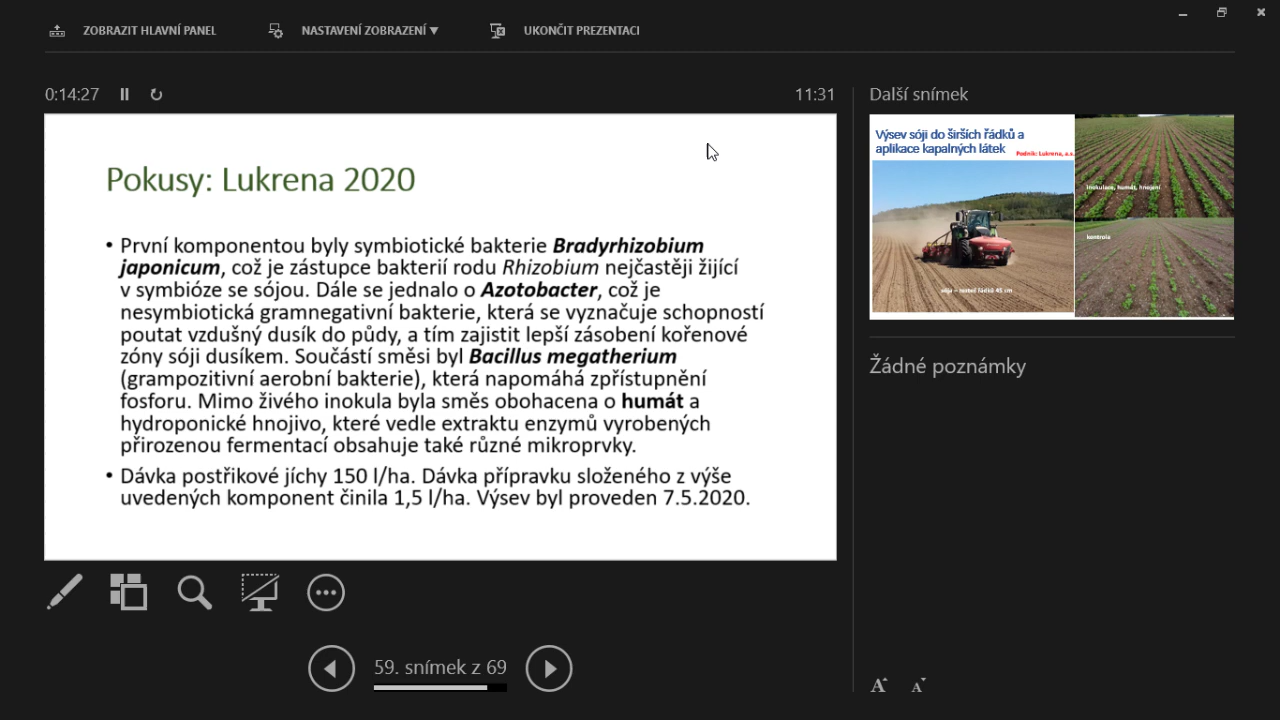 ZOBRAZIT HLAVNÍ PANEL
NASTAVENÍ ZOBRAZENÍ ▼
UKONČIT PREZENTACI
0:14:27
11:31
Pokusy: Lukrena 2020
• První komponentou byly symbiotické bakterie Bradyrhizobium
japonicum, což je zástupce bakterií rodu Rhizobium nejčastěji žijící
v symbióze se sójou. Dále se jednalo o Azotobacter, což je
nesymbiotická gramnegativní bakterie, která se vyznačuje schopností
poutat vzdušný dusík do půdy, a tím zajistit lepší zásobení kořenové
zóny sóji dusíkem. Součástí směsi byl Bacillus megatherium
(grampozitivní aerobní bakterie), která napomáhá zpřístupnění
fosforu. Mimo živého inokula byla směs obohacena o humát a
hydroponické hnojivo, které vedle extraktu enzymů vyrobených
přirozenou fermentací obsahuje také různé mikroprvky.
• Dávka postřikové jíchy 150 l/ha. Dávka přípravku složeného z výše
uvedených komponent činila 1,5 l/ha. Výsev byl proveden 7.5.2020.
59. snímek z 69
Další snímek
Výsev sóji do širších řádků a
aplikace kapalných látek
Podnik: Lukrena, a.s.
Inokulace, humát, hnojení
kontrola
řádků 45 cm
Žádné poznámky
A A